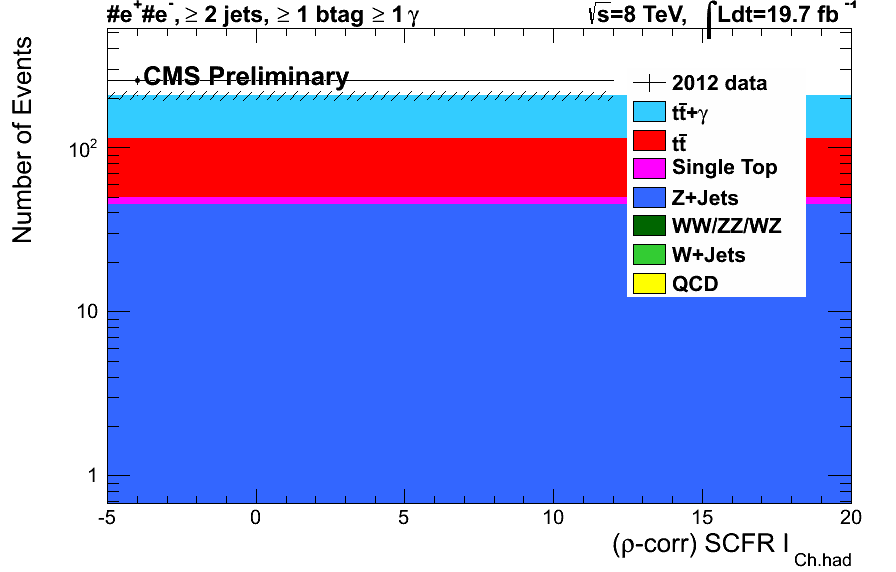 #e⁺#e⁻, ≥ 2 jets, ≥ 1 btag ≥ 1 γ
√s=8 TeV, ∫Ldt=19.7 fb⁻¹
CMS Preliminary
2012 data
tt̄+γ
tt̄
Single Top
Z+Jets
WW/ZZ/WZ
W+Jets
QCD
Number of Events
10²
10
1
-5 0 5 10 15 20
(ρ-corr) SCFR I_Ch.had